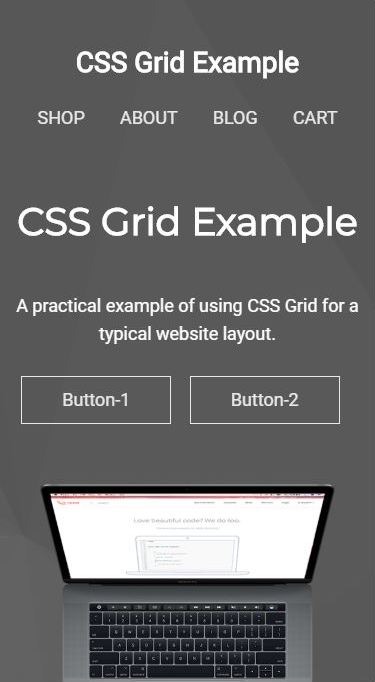 CSS Grid Example
SHOP ABOUT BLOG CART
CSS Grid Example
A practical example of using CSS Grid for a
typical website layout.
Button-1 Button-2
Love beautiful code? We do too.